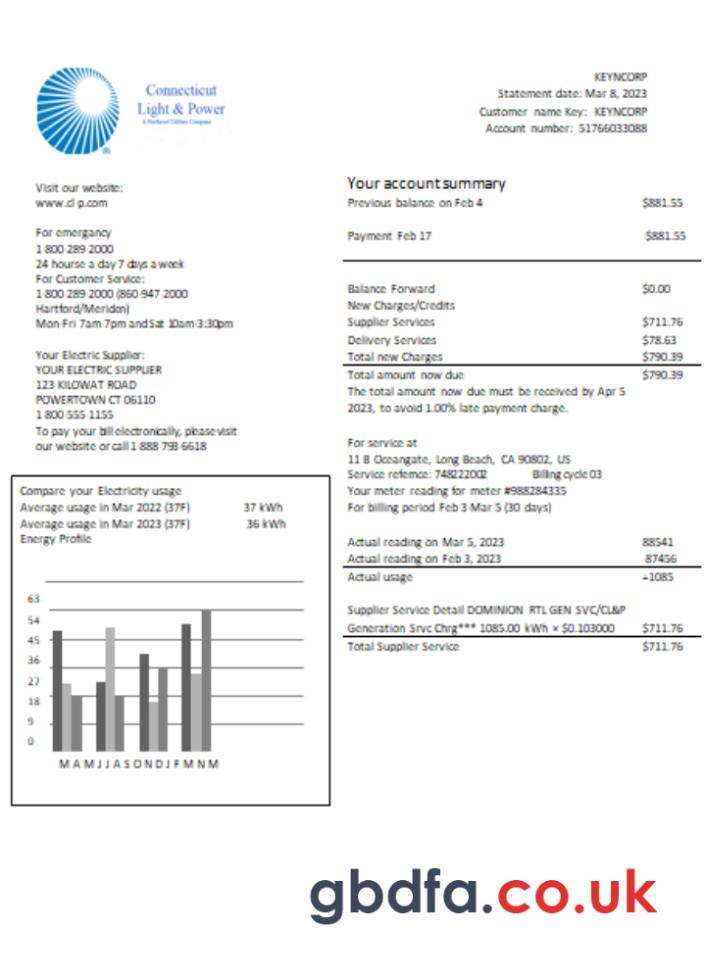 Connecticut
Light & Power
A Northeast Utilities Company
KEYNCORP
Statement date: Mar 8, 2023
Customer name Key: KEYNCORP
Account number: 51766033088
Visit our website:
www.cl-p.com
For emergancy
1 800-289-2000
24 hourse a day 7 days a week
For Customer Service:
1 800-289-2000 (860-947-2000
Hartford/Meriden)
Mon Fri 7am-7pm and Sat 10am-3:30pm
Your Electric Supplier:
YOUR ELECTRIC SUPPLIER
123 KILOWAT ROAD
POWERTOWN CT 06110
1-800-555-1155
To pay your bill electronically, please visit
our website or call 1-888-793-6618
Your account summary
Previous balance on Feb 4 $881.55
Payment Feb 17 -$881.55
Balance Forward $0.00
New Charges/Credits
Supplier Services $711.76
Delivery Services $78.63
Total new Charges $790.39
Total amount now due $790.39
The total amount now due must be received by Apr 5
2023, to avoid 1.00% late payment charge.
For service at
11 B Oceangate, Long Beach, CA 90802, US
Service refernce: 748222002 Billing cycle 03
Your meter reading for meter #988284335
For billing period Feb 3-Mar 5 (30 days)
Actual reading on Mar 5, 2023 88541
Actual reading on Feb 3, 2023 87456
Actual usage =1085
Supplier Service Detail DOMINION RTL GEN SVC/CL&P
Generation Srvc Chrg*** 1085.00 kWh × $0.103000 $711.76
Total Supplier Service $711.76
Compare your Electricity usage
Average usage in Mar 2022 (37F) 37 kWh
Average usage in Mar 2023 (37F) 36 kWh
Energy Profile
63
54
45
36
27
18
9
0
M A M J J A S O N D J F M N M
gbdfa.co.uk